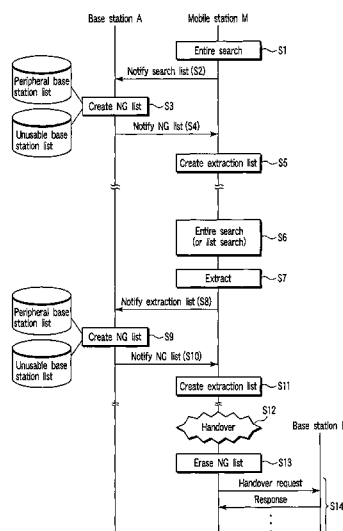 Base station A
Mobile station M
Entire search
S1
Notify search list (S2)
Peripheral base
station list
Create NG list
S3
Notify NG list (S4)
Unusable base
station list
Create extraction list
S5
Entire search
(or list search)
S6
Extract
S7
Notify extraction list (S8)
Peripheral base
station list
Create NG list
S9
Notify NG list (S10)
Unusable base
station list
Create extraction list
S11
S12
Handover
Base station
Erase NG list
S13
Handover request
Response
S14